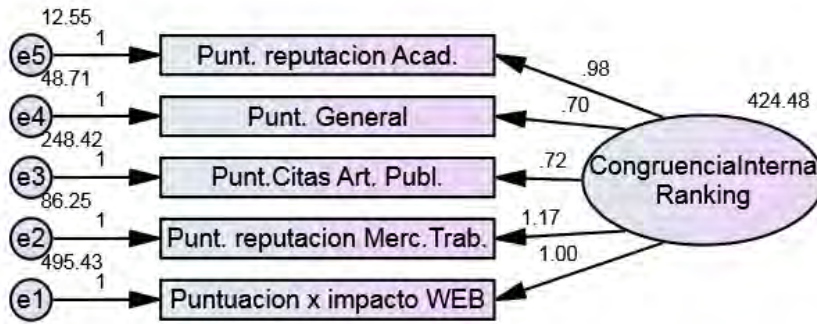 12.55
e5
1
Punt. reputacion Acad.
.98
48.71
e4
1
Punt. General
.70
424.48
248.42
e3
1
Punt.Citas Art. Publ.
.72
CongruenciaInterna
Ranking
86.25
e2
1
Punt. reputacion Merc.Trab.
1.17
495.43
e1
1
Puntuacion x impacto WEB
1.00